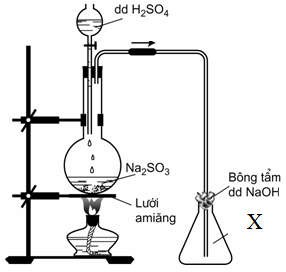 dd H₂SO₄
Na₂SO₃
Lưới
amiăng
Bông tẩm
dd NaOH
X